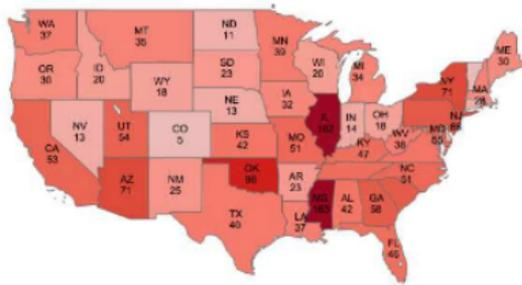 WA
37
MT
35
ND
11
MN
39
OR
30
ID
20
WY
18
SD
23
WI
20
MI
34
NY
71
ME
30
MA
28
NV
13
UT
54
CO
5
NE
13
IA
32
IL
IN
14
OH
18
NJ
CA
53
AZ
71
NM
25
KS
42
MO
51
KY
47
WV
38
OK
AR
23
NC
51
TX
40
LA
37
MS
163
AL
42
GA
58
FL